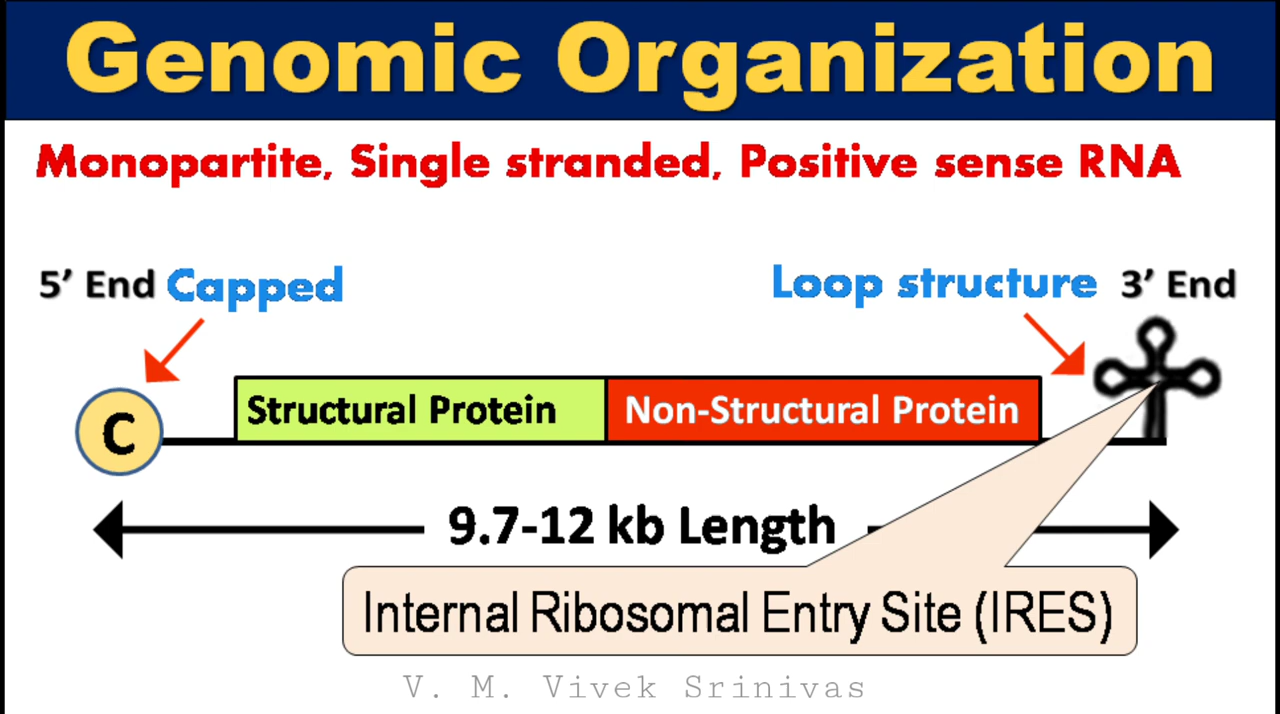 Genomic Organization
Monopartite, Single stranded, Positive sense RNA
5’ End Capped
Loop structure 3’ End
C
Structural Protein
Non-Structural Protein
9.7-12 kb Length
Internal Ribosomal Entry Site (IRES)
V. M. Vivek Srinivas